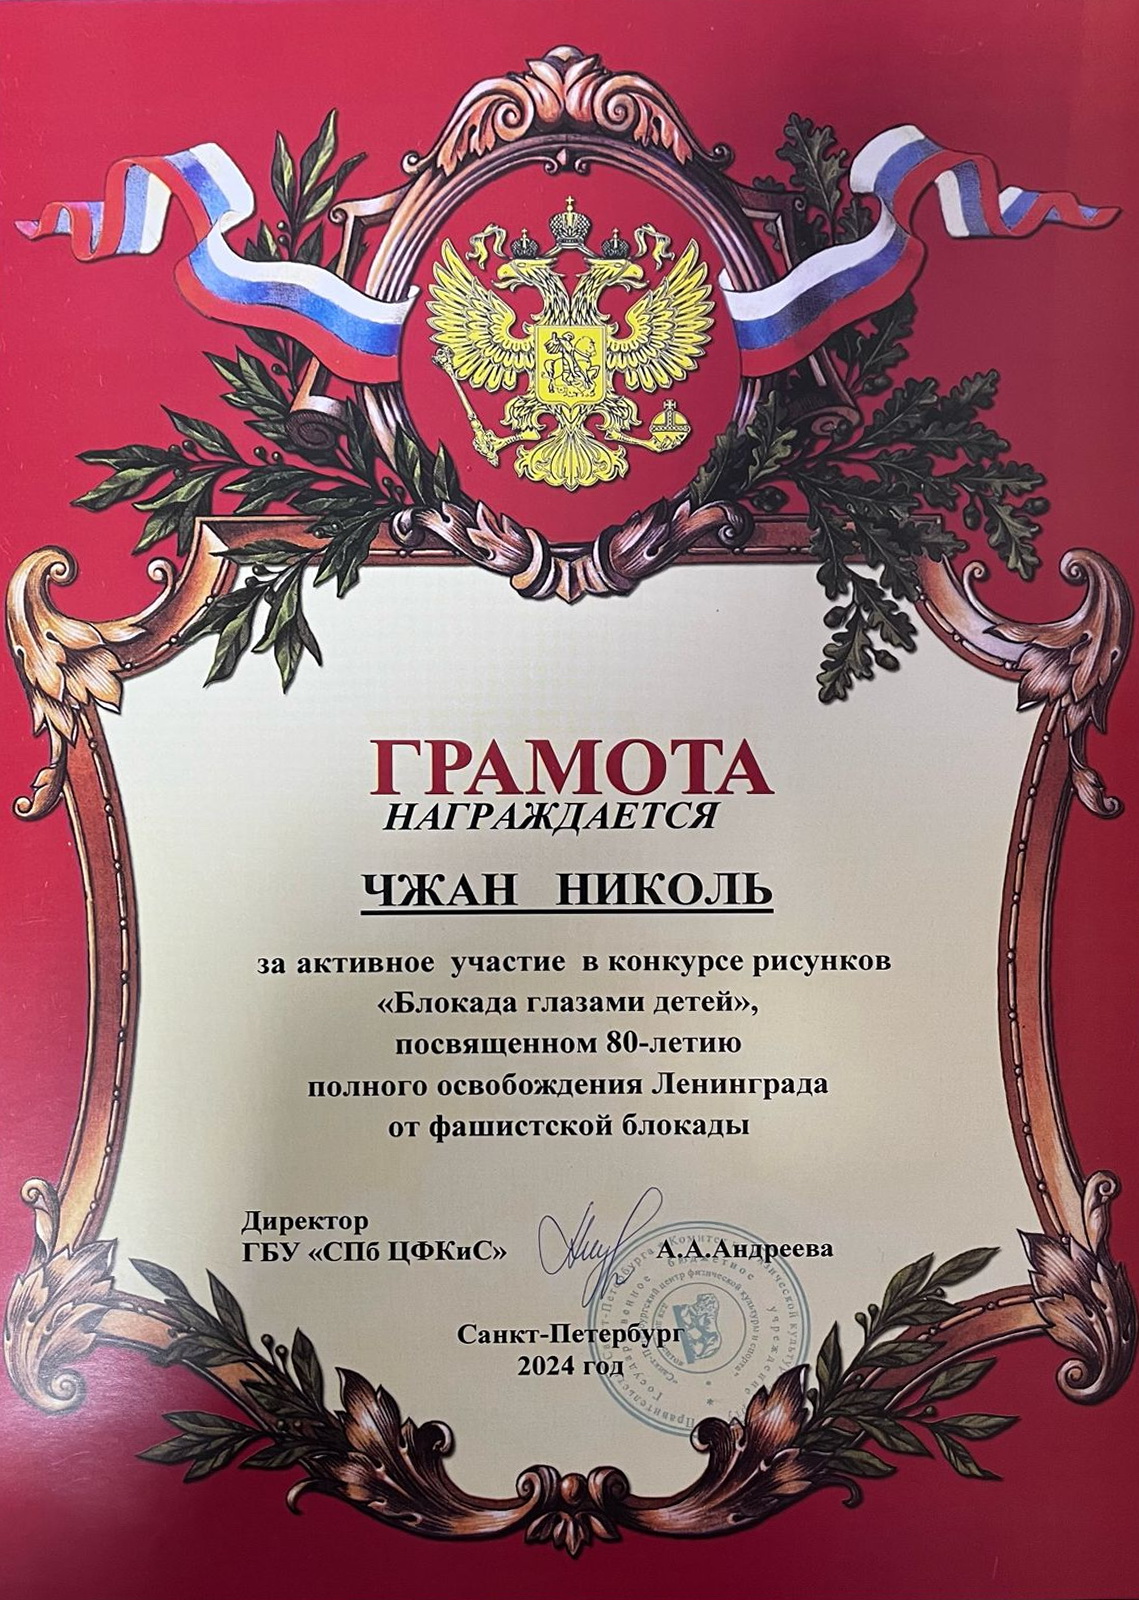 ГРАМОТА
НАГРАЖДАЕТСЯ
ЧЖАН НИКОЛЬ
за активное участие в конкурсе рисунков
«Блокада глазами детей»,
посвященном 80-летию
полного освобождения Ленинграда
от фашистской блокады
Директор
ГБУ «СПб ЦФКиС»
А.А.Андреева
Санкт-Петербург
2024 год